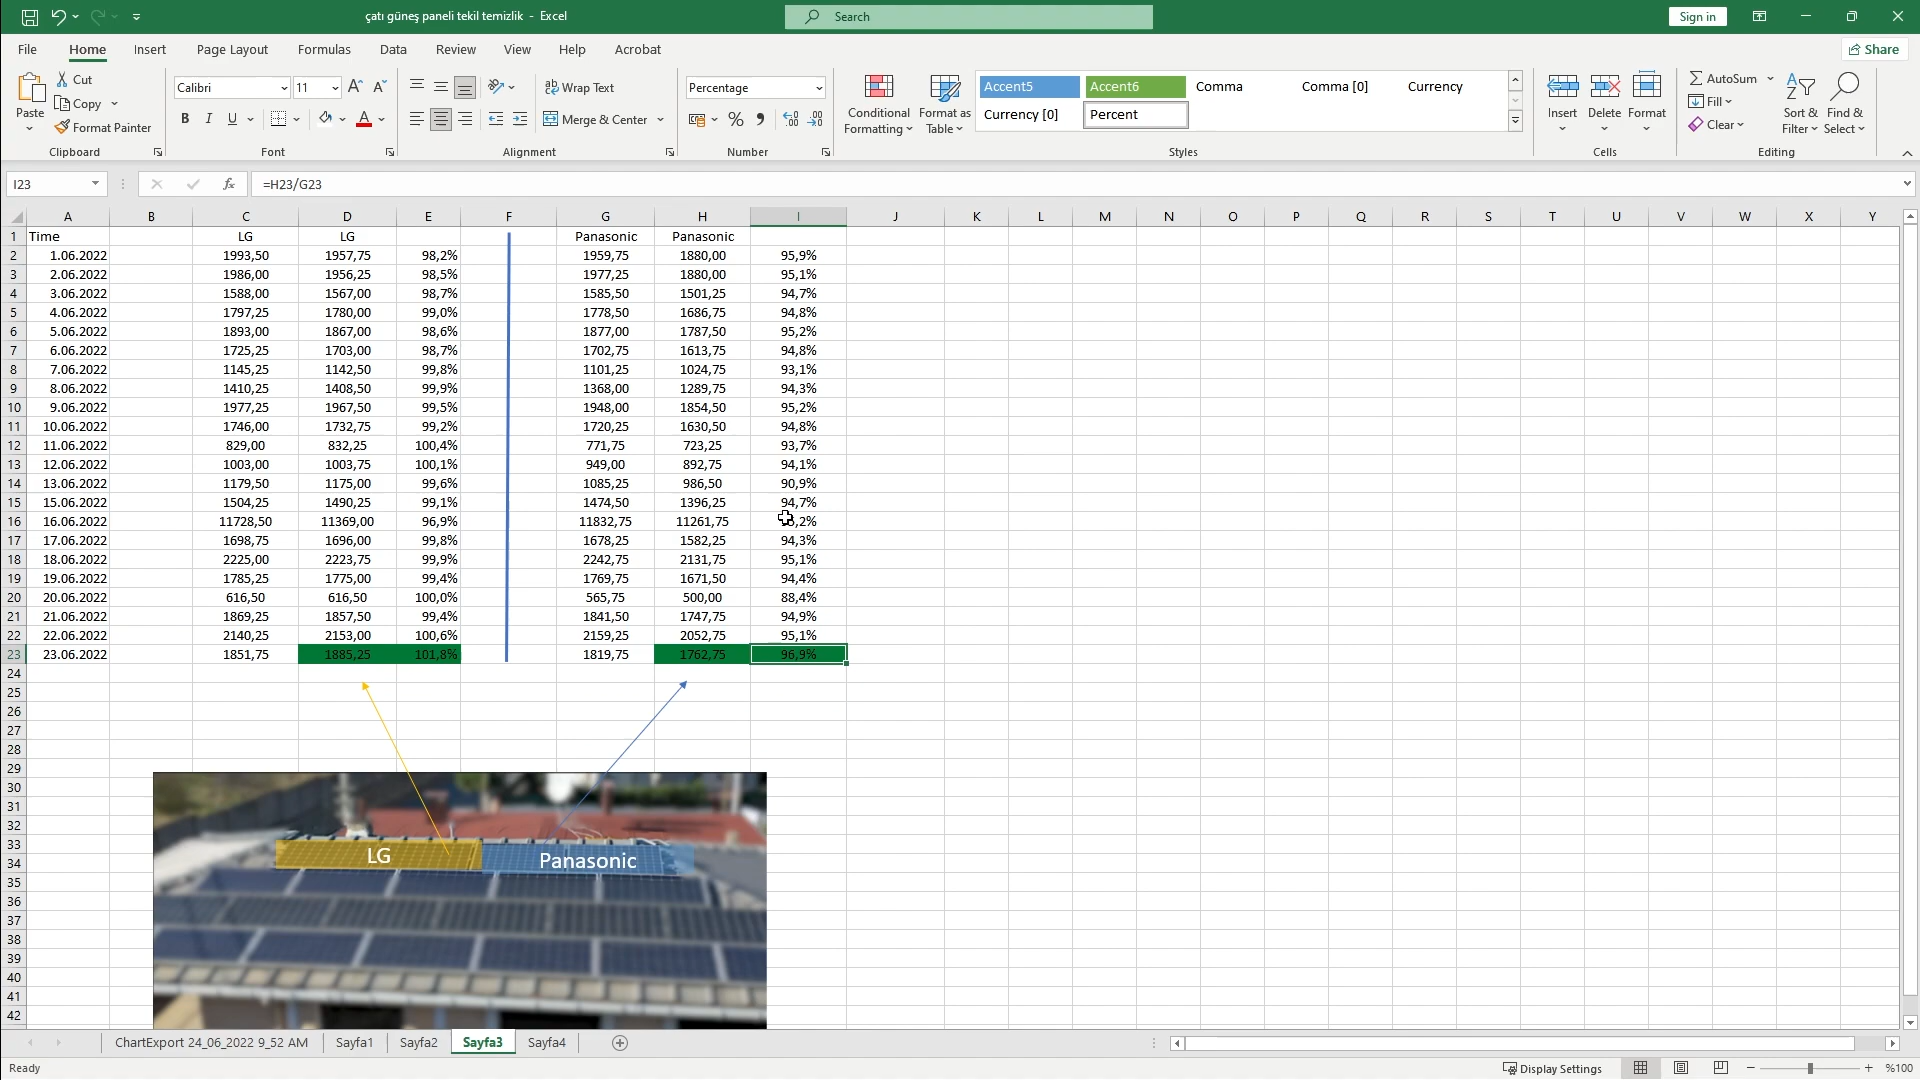 çatı güneş paneli tekil temizlik - Excel
Search
Sign in
File Home Insert Page Layout Formulas Data Review View Help Acrobat
Share
Paste
Cut
Copy
Format Painter
Clipboard
Calibri 11
B I U
Font
Wrap Text
Merge & Center
Alignment
Percentage
Number
Conditional Formatting
Format as Table
Accent5 Accent6 Comma Comma [0] Currency
Currency [0] Percent
Styles
Insert Delete Format
Cells
AutoSum
Fill
Clear
Sort & Filter
Find & Select
Editing
I23 fx =H23/G23
A B C D E F G H I J K L M N O P Q R S T U V W X Y
1 Time LG LG Panasonic Panasonic
2 1.06.2022 1993,50 1957,75 98,2% 1959,75 1880,00 95,9%
3 2.06.2022 1986,00 1956,25 98,5% 1977,25 1880,00 95,1%
4 3.06.2022 1588,00 1567,00 98,7% 1585,50 1501,25 94,7%
5 4.06.2022 1797,25 1780,00 99,0% 1778,50 1686,75 94,8%
6 5.06.2022 1893,00 1867,00 98,6% 1877,00 1787,50 95,2%
7 6.06.2022 1725,25 1703,00 98,7% 1702,75 1613,75 94,8%
8 7.06.2022 1145,25 1142,50 99,8% 1101,25 1024,75 93,1%
9 8.06.2022 1410,25 1408,50 99,9% 1368,00 1289,75 94,3%
10 9.06.2022 1977,25 1967,50 99,5% 1948,00 1854,50 95,2%
11 10.06.2022 1746,00 1732,75 99,2% 1720,25 1630,50 94,8%
12 11.06.2022 829,00 832,25 100,4% 771,75 723,25 93,7%
13 12.06.2022 1003,00 1003,75 100,1% 949,00 892,75 94,1%
14 13.06.2022 1179,50 1175,00 99,6% 1085,25 986,50 90,9%
15 15.06.2022 1504,25 1490,25 99,1% 1474,50 1396,25 94,7%
16 16.06.2022 11728,50 11369,00 96,9% 11832,75 11261,75
17 17.06.2022 1698,75 1696,00 99,8% 1678,25 1582,25 94,3%
18 18.06.2022 2225,00 2223,75 99,9% 2242,75 2131,75 95,1%
19 19.06.2022 1785,25 1775,00 99,4% 1769,75 1671,50 94,4%
20 20.06.2022 616,50 616,50 100,0% 565,75 500,00 88,4%
21 21.06.2022 1869,25 1857,50 99,4% 1841,50 1747,75 94,9%
22 22.06.2022 2140,25 2153,00 100,6% 2159,25 2052,75 95,1%
23 23.06.2022 1851,75 1885,25 101,8% 1819,75 1762,75 96,9%
24
25
26
27
28
29
30
31
32
33
34
35
36
37
38
39
40
41
42
LG Panasonic
ChartExport 24_06_2022 9_52 AM Sayfa1 Sayfa2 Sayfa3 Sayfa4
Ready
Display Settings
%100